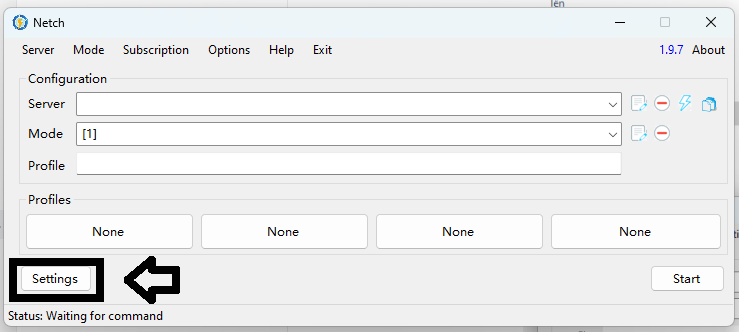 lên
Netch
Server Mode Subscription Options Help Exit 1.9.7 About
Configuration
Server
Mode [1]
Profile
Profiles
None None None None
Settings Start
Status: Waiting for command